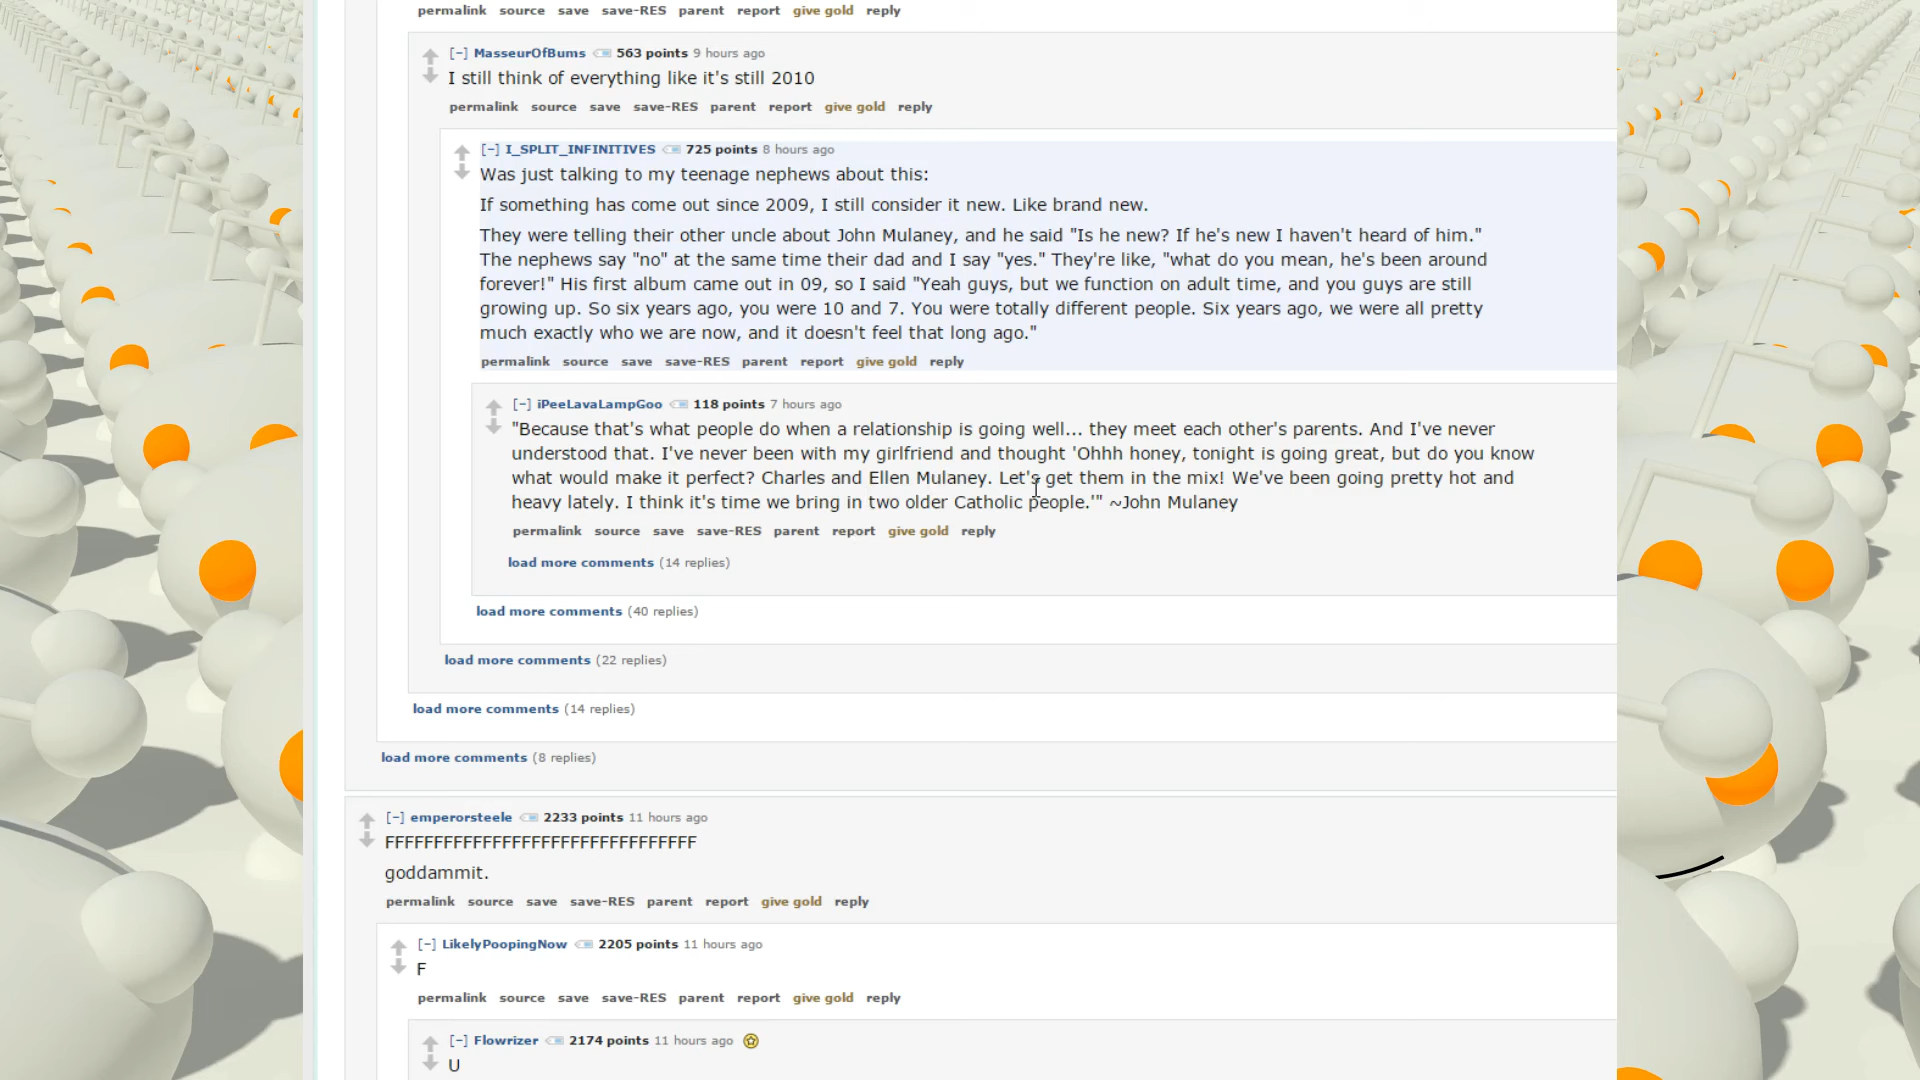 permalink source save save-RES parent report give gold reply
[–] MasseurOfBums 563 points 9 hours ago
I still think of everything like it's still 2010
permalink source save save-RES parent report give gold reply
[–] I_SPLIT_INFINITIVES 725 points 8 hours ago
Was just talking to my teenage nephews about this:
If something has come out since 2009, I still consider it new. Like brand new.
They were telling their other uncle about John Mulaney, and he said "Is he new? If he's new I haven't heard of him."
The nephews say "no" at the same time their dad and I say "yes." They're like, "what do you mean, he's been around
forever!" His first album came out in 09, so I said "Yeah guys, but we function on adult time, and you guys are still
growing up. So six years ago, you were 10 and 7. You were totally different people. Six years ago, we were all pretty
much exactly who we are now, and it doesn't feel that long ago."
permalink source save save-RES parent report give gold reply
[–] iPeeLavaLampGoo 118 points 7 hours ago
"Because that's what people do when a relationship is going well... they meet each other's parents. And I've never
understood that. I've never been with my girlfriend and thought 'Ohhh honey, tonight is going great, but do you know
what would make it perfect? Charles and Ellen Mulaney. Let's get them in the mix! We've been going pretty hot and
heavy lately. I think it's time we bring in two older Catholic people.'" ~John Mulaney
permalink source save save-RES parent report give gold reply
load more comments (14 replies)
load more comments (40 replies)
load more comments (22 replies)
load more comments (14 replies)
load more comments (8 replies)
[–] emperorsteele 2233 points 11 hours ago
FFFFFFFFFFFFFFFFFFFFFFFFFFFFFFFF
goddammit.
permalink source save save-RES parent report give gold reply
[–] LikelyPoopingNow 2205 points 11 hours ago
F
permalink source save save-RES parent report give gold reply
[–] Flowrizer 2174 points 11 hours ago
U